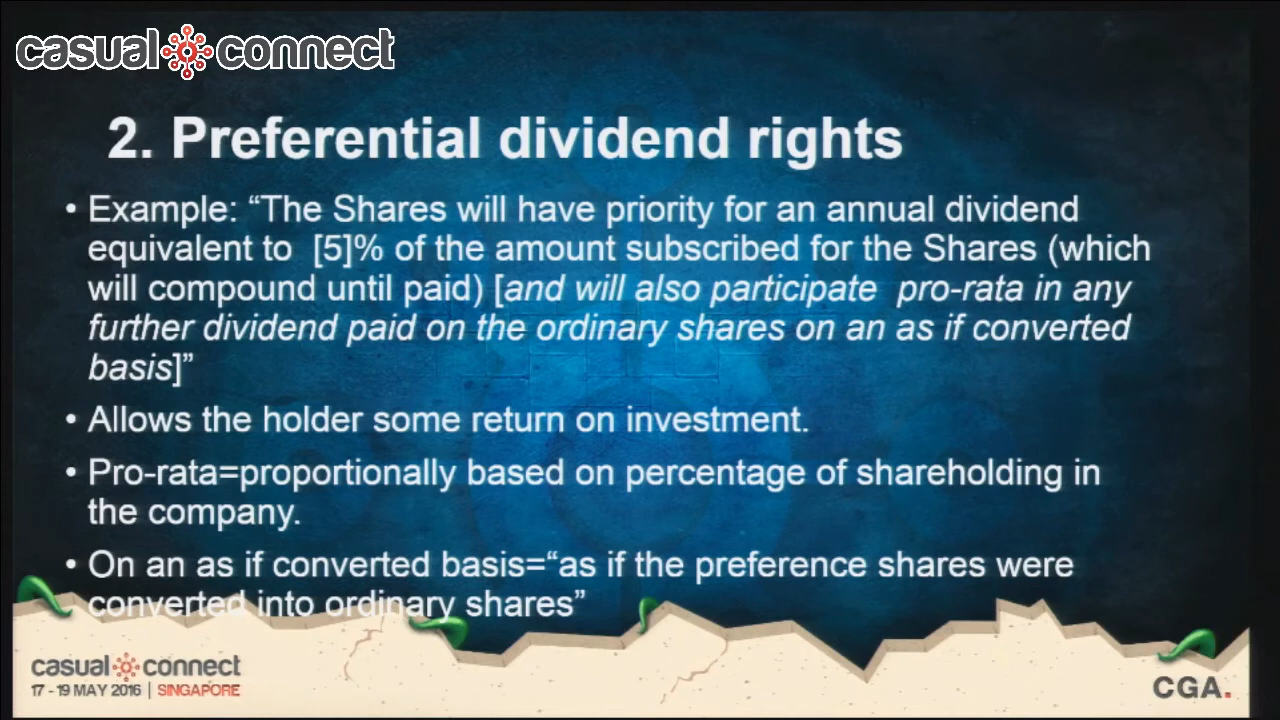 casual connect
2. Preferential dividend rights
• Example: “The Shares will have priority for an annual dividend
equivalent to [5]% of the amount subscribed for the Shares (which
will compound until paid) [and will also participate pro-rata in any
further dividend paid on the ordinary shares on an as if converted
basis]”
• Allows the holder some return on investment.
• Pro-rata=proportionally based on percentage of shareholding in
the company.
• On an as if converted basis=“as if the preference shares were
converted into ordinary shares”
casual connect
17 - 19 MAY 2016 | SINGAPORE
CGA.